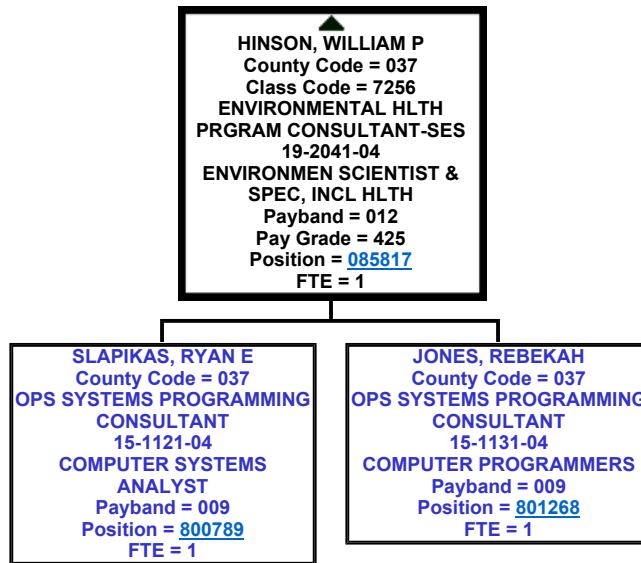 HINSON, WILLIAM P
County Code = 037
Class Code = 7256
ENVIRONMENTAL HLTH
PRGRAM CONSULTANT-SES
19-2041-04
ENVIRONMEN SCIENTIST &
SPEC, INCL HLTH
Payband = 012
Pay Grade = 425
Position = 085817
FTE = 1
SLAPIKAS, RYAN E
County Code = 037
OPS SYSTEMS PROGRAMMING
CONSULTANT
15-1121-04
COMPUTER SYSTEMS
ANALYST
Payband = 009
Position = 800789
FTE = 1
JONES, REBEKAH
County Code = 037
OPS SYSTEMS PROGRAMMING
CONSULTANT
15-1131-04
COMPUTER PROGRAMMERS
Payband = 009
Position = 801268
FTE = 1